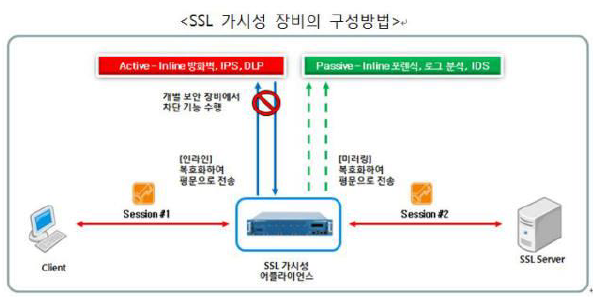 <SSL 가시성 장비의 구성방법>
Active – Inline 방화벽, IPS, DLP
Passive – Inline 포렌식, 로그 분석, IDS
개별 보안 장비에서
차단 기능 수행
[인라인]
복호화하여
평문으로 전송
[미러링]
복호화하여
평문으로 전송
Session #1
Session #2
Client
SSL 가시성
어플라이언스
SSL Server